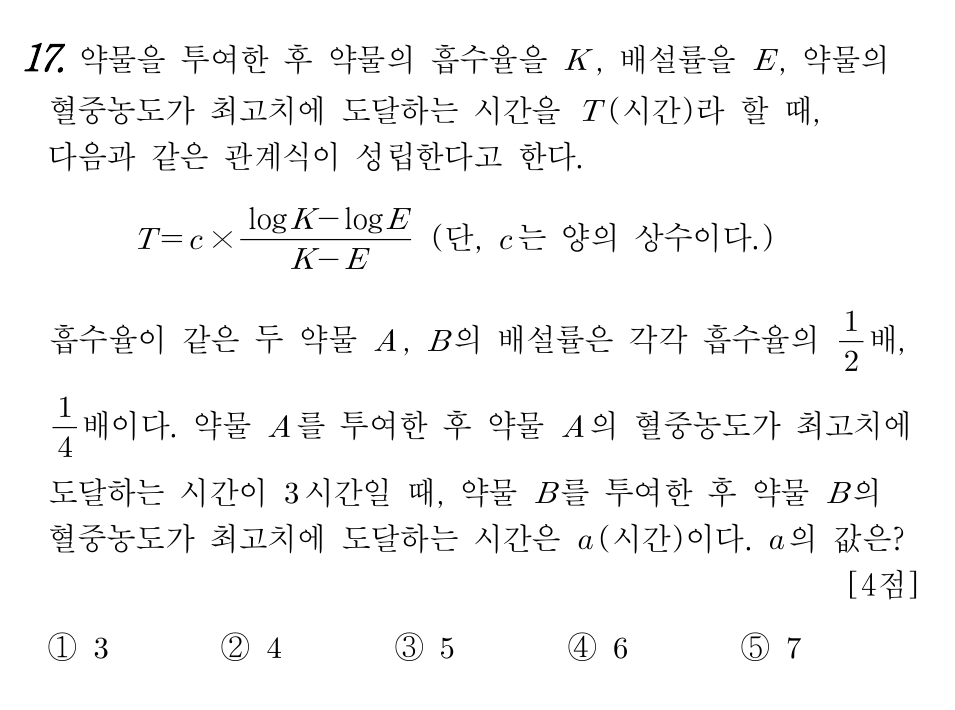 17. 약물을 투여한 후 약물의 흡수율을 K, 배설률을 E, 약물의
혈중농도가 최고치에 도달하는 시간을 T(시간)라 할 때,
다음과 같은 관계식이 성립한다고 한다.
T=c×\frac{logK−logE}{K−E} (단, c는 양의 상수이다.)
흡수율이 같은 두 약물 A, B의 배설률은 각각 흡수율의 \frac{1}{2}배,
\frac{1}{4}배이다. 약물 A를 투여한 후 약물 A의 혈중농도가 최고치에
도달하는 시간이 3시간일 때, 약물 B를 투여한 후 약물 B의
혈중농도가 최고치에 도달하는 시간은 a(시간)이다. a의 값은?
[4점]
① 3 ② 4 ③ 5 ④ 6 ⑤ 7